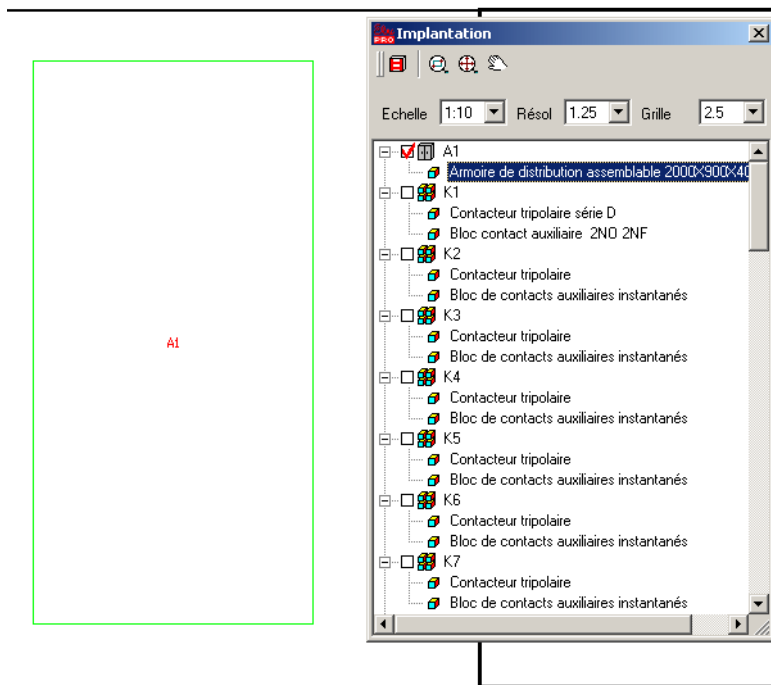 Implantation
Echelle 1:10 Résol 1.25 Grille 2.5
A1
Armoire de distribution assemblable 2000X900X40
K1
Contacteur tripolaire série D
Bloc contact auxiliaire 2NO 2NF
K2
Contacteur tripolaire
Bloc de contacts auxiliaires instantanés
K3
Contacteur tripolaire
Bloc de contacts auxiliaires instantanés
K4
Contacteur tripolaire
Bloc de contacts auxiliaires instantanés
K5
Contacteur tripolaire
Bloc de contacts auxiliaires instantanés
K6
Contacteur tripolaire
Bloc de contacts auxiliaires instantanés
K7
Contacteur tripolaire
Bloc de contacts auxiliaires instantanés
A1